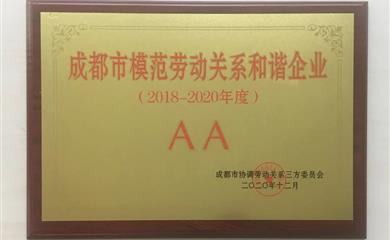 成都市模范劳动关系和谐企业
（2018-2020年度）
AA
成都市协调劳动关系三方委员会
二〇二〇年十二月